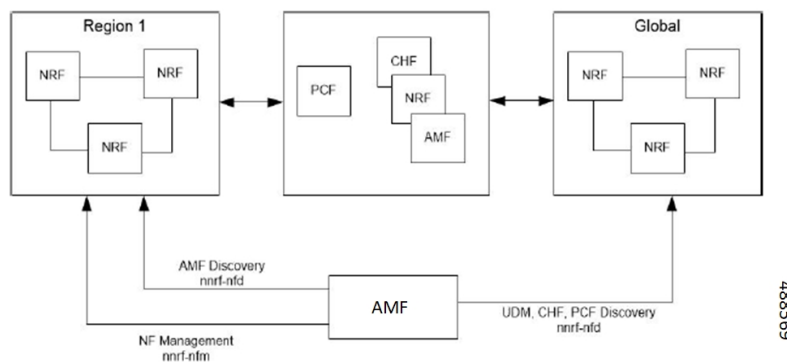 Region 1
NRF
NRF
NRF
PCF
CHF
NRF
AMF
Global
NRF
NRF
NRF
AMF Discovery
nnrf-nfd
AMF
UDM, CHF, PCF Discovery
nnrf-nfd
NF Management
nnrf-nfm